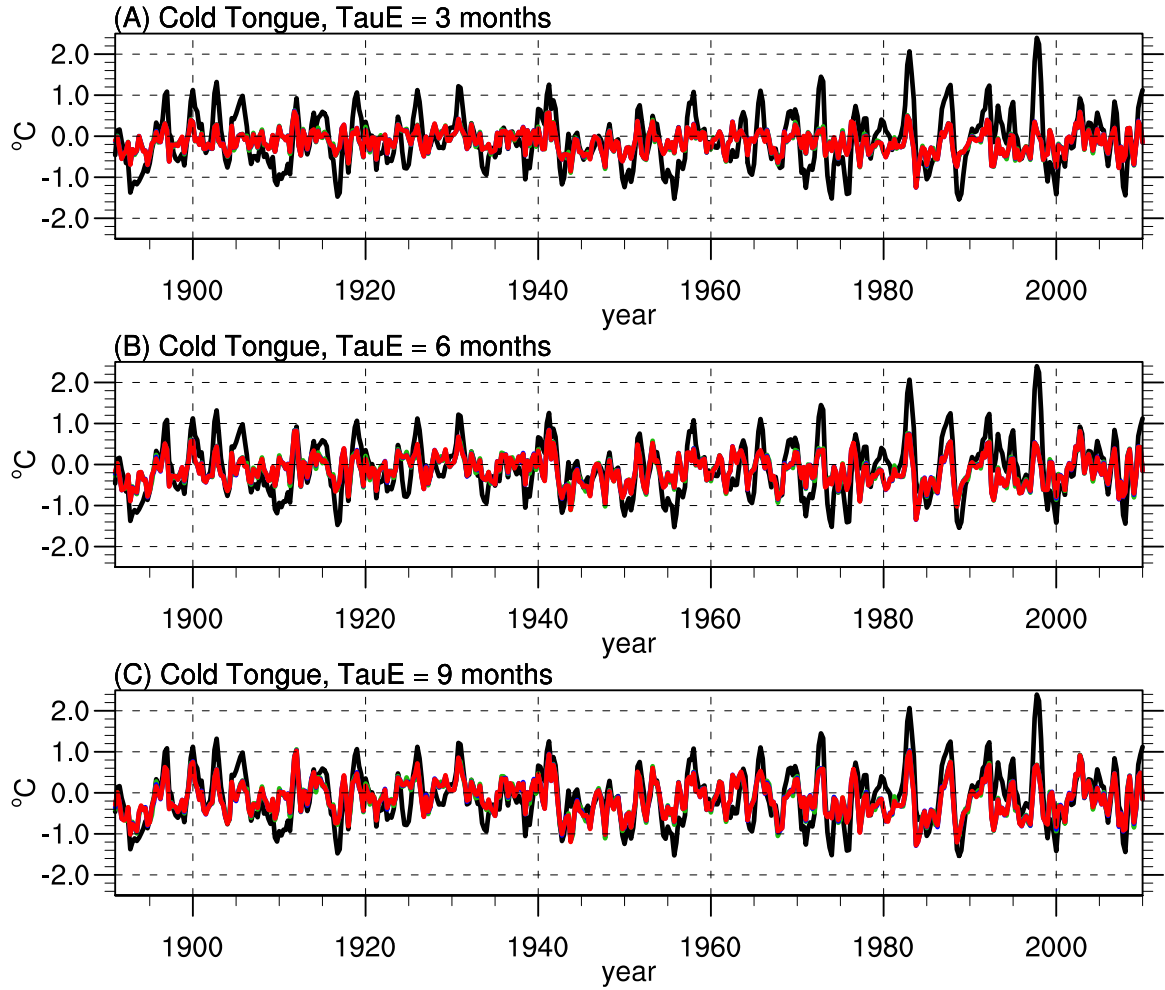 (A) Cold Tongue, TauE = 3 months
2.0
1.0
0.0
-1.0
-2.0
°C
1900 1920 1940 1960 1980 2000
year
(B) Cold Tongue, TauE = 6 months
2.0
1.0
0.0
-1.0
-2.0
°C
1900 1920 1940 1960 1980 2000
year
(C) Cold Tongue, TauE = 9 months
2.0
1.0
0.0
-1.0
-2.0
°C
1900 1920 1940 1960 1980 2000
year